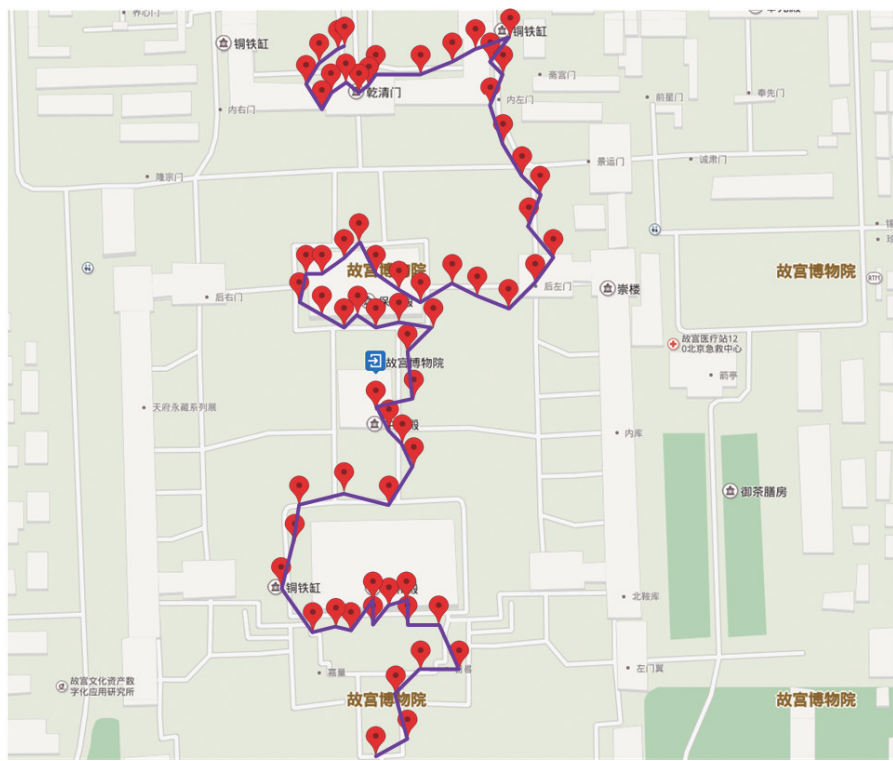 养心门
铜铁缸
铜铁缸
乾清门
内右门
内左门
蔺宫门
前星门
奉先门
景运门
诚肃门
隆宗门
故宫博物院
故宫博物院
后右门
后左门
崇楼
故宫医疗站12
0北京急救中心
故宫博物院
箭亭
天府永藏系列展
内库
御茶膳房
铜铁缸
北鞍库
嘉量
左门翼
故宫文化资产数
字化应用研究所
故宫博物院
故宫博物院